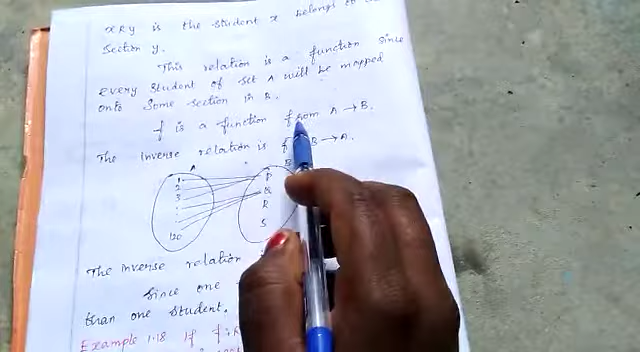 xRy is the student x belongs to
Section y.
This relation is a function since
every student of set A will be mapped
onto some section in B.
f is a function from A → B.
The inverse relation is B → A.
A
1
2
3
120
P
Q
R
S
The inverse relation
Since one
than one student.
Example 1.18 If f:R